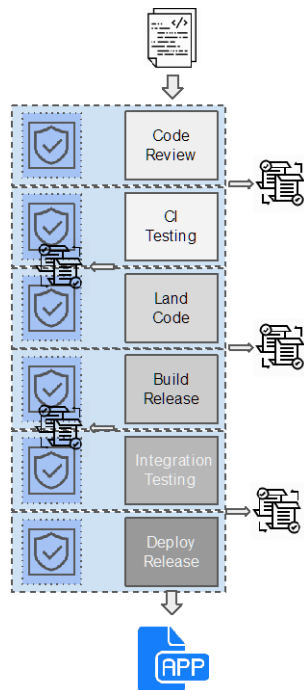 </>
Code
Review
CI
Testing
Land
Code
Build
Release
Integration
Testing
Deploy
Release
APP